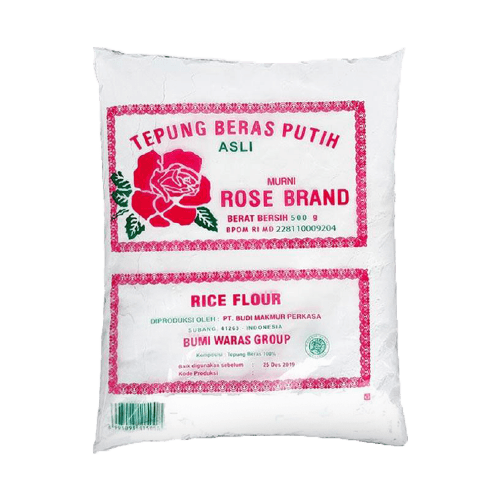 TEPUNG BERAS PUTIH
ASLI
MURNI
ROSE BRAND
BERAT BERSIH 500 g
BPOM RI MD 228110009204
RICE FLOUR
DIPRODUKSI OLEH : PT. BUDI MAKMUR PERKASA
SUBANG, 41263 - INDONESIA
BUMI WARAS GROUP
Komposisi : Tepung Beras 100%
Baik digunakan sebelum : 25 Des 2019
Kode Produksi :